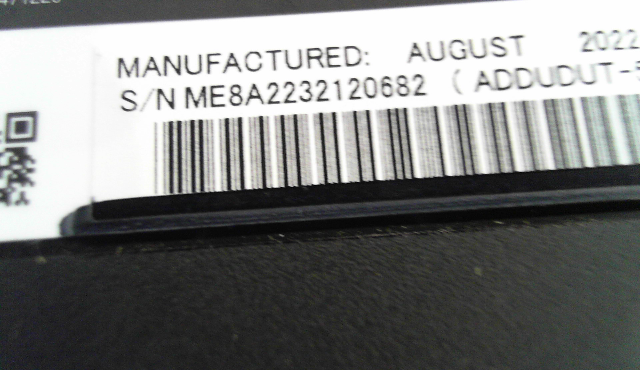 MANUFACTURED: AUGUST 2022
S/N ME8A2232120682 (ADDUDUT-